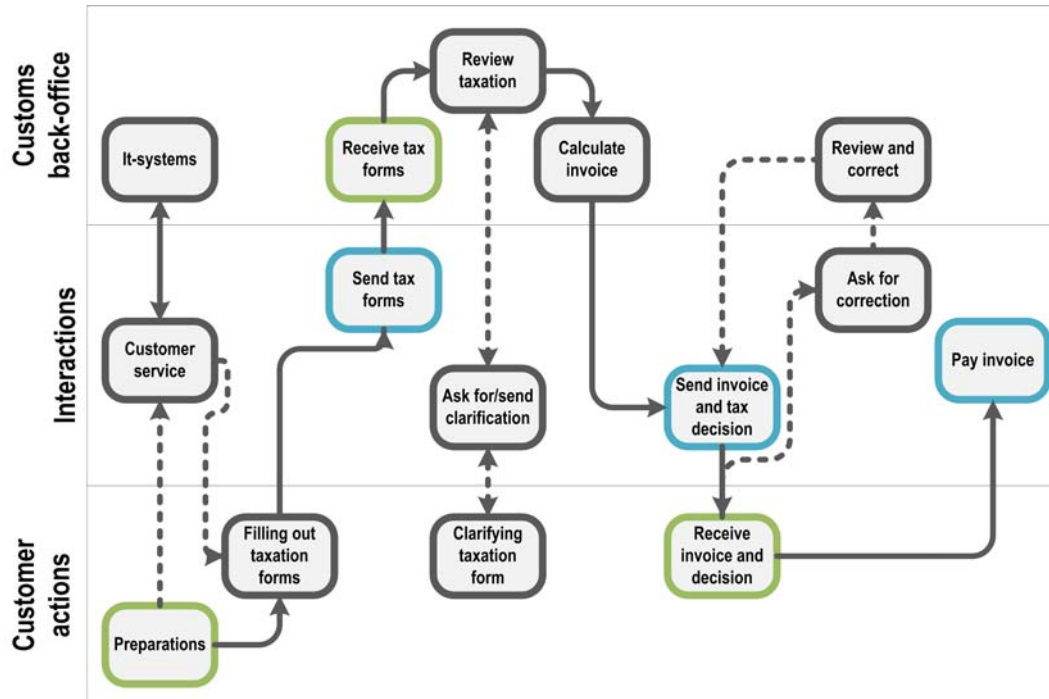 Customs
back-office
Review
taxation
It-systems
Receive tax
forms
Calculate
invoice
Review and
correct
Interactions
Send tax
forms
Ask for
correction
Customer
service
Pay invoice
Ask for/send
clarification
Send invoice
and tax
decision
Customer
actions
Filling out
taxation
forms
Clarifying
taxation
form
Receive
invoice and
decision
Preparations